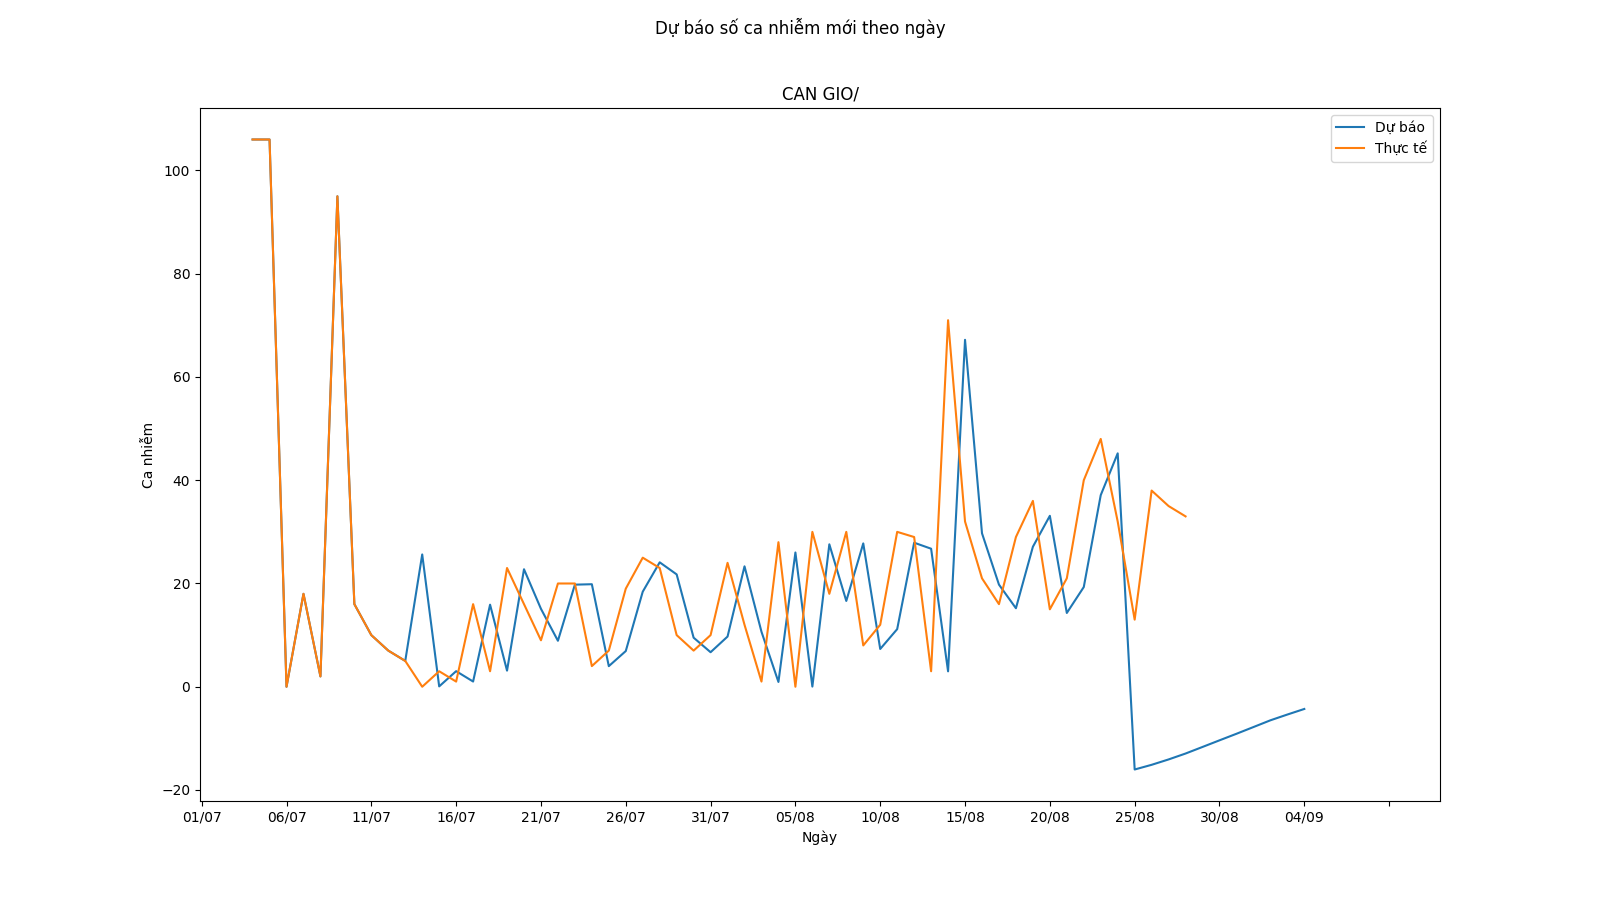 Dự báo số ca nhiễm mới theo ngày
CAN GIO/
Dự báo
Thực tế
100
80
60
40
20
0
−20
Ca nhiễm
01/07 06/07 11/07 16/07 21/07 26/07 31/07 05/08 10/08 15/08 20/08 25/08 30/08 04/09
Ngày